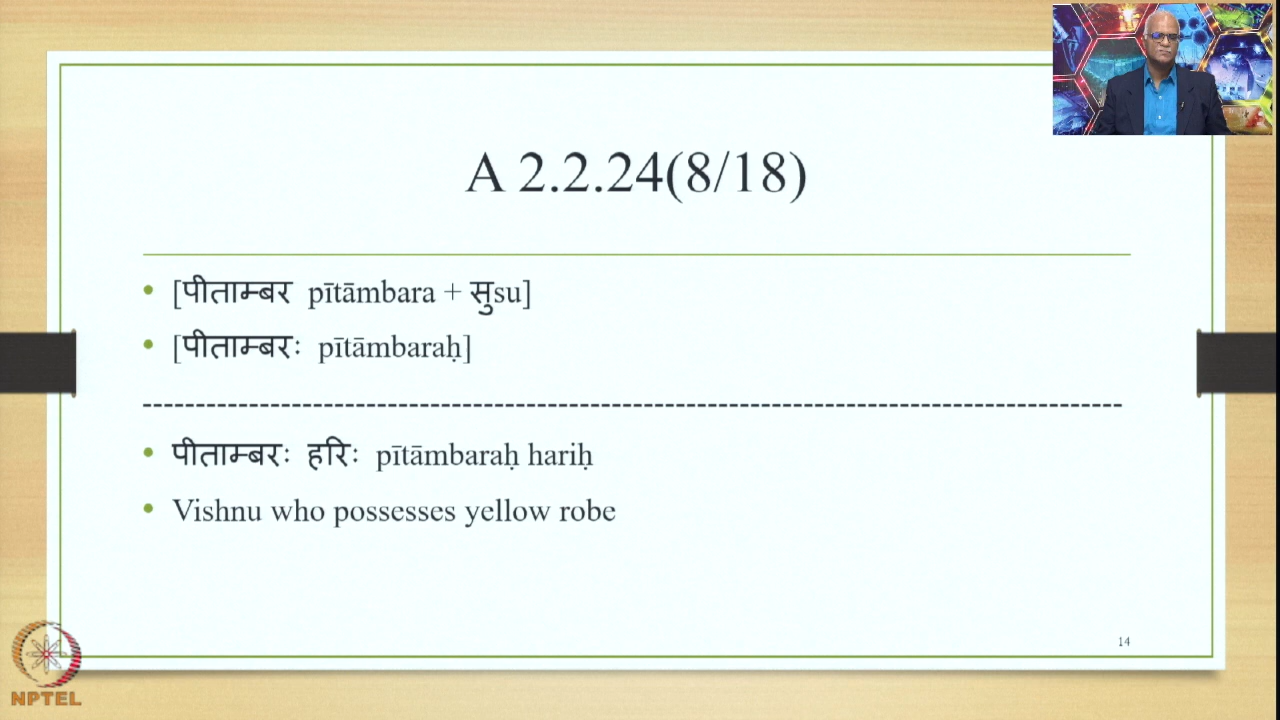 A 2.2.24(8/18)
[पीताम्बर pītāmbara + सुsu]
[पीताम्बरः pītāmbaraḥ]
पीताम्बरः हरिः pītāmbaraḥ hariḥ
Vishnu who possesses yellow robe
14
NPTEL